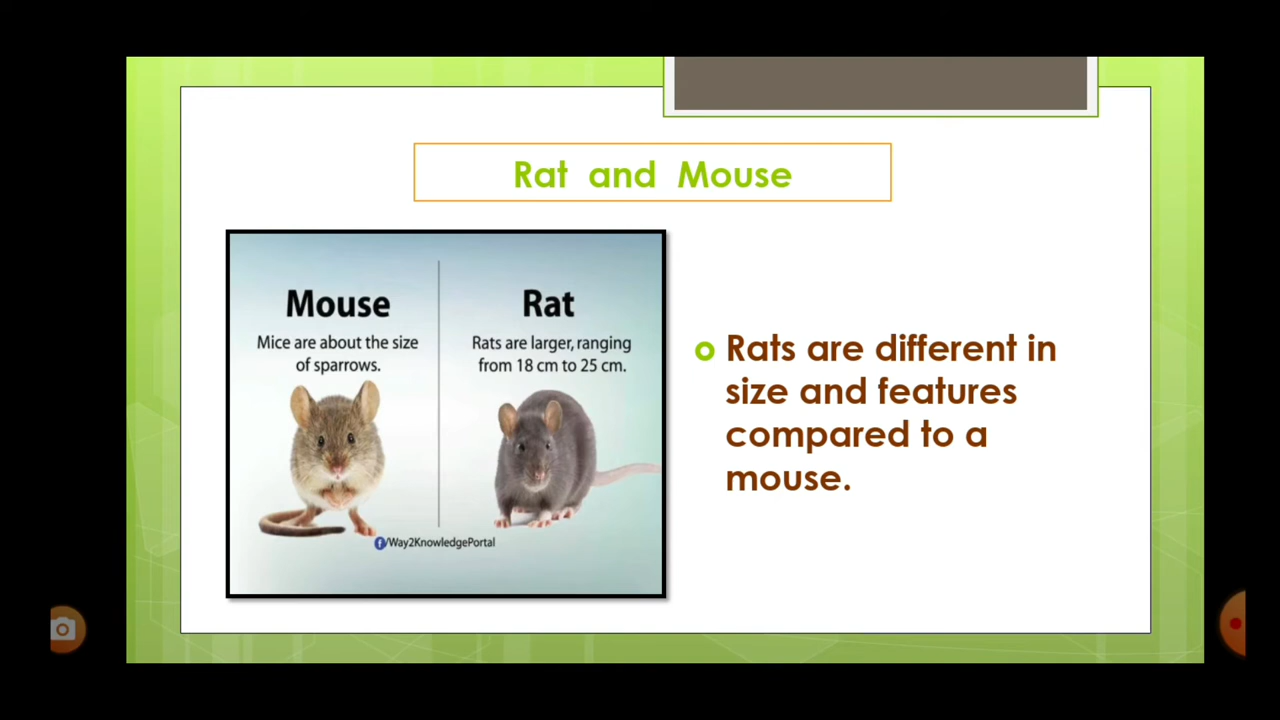 Rat and Mouse
Mouse
Mice are about the size
of sparrows.
Rat
Rats are larger, ranging
from 18 cm to 25 cm.
f/Way2KnowledgePortal
Rats are different in
size and features
compared to a
mouse.